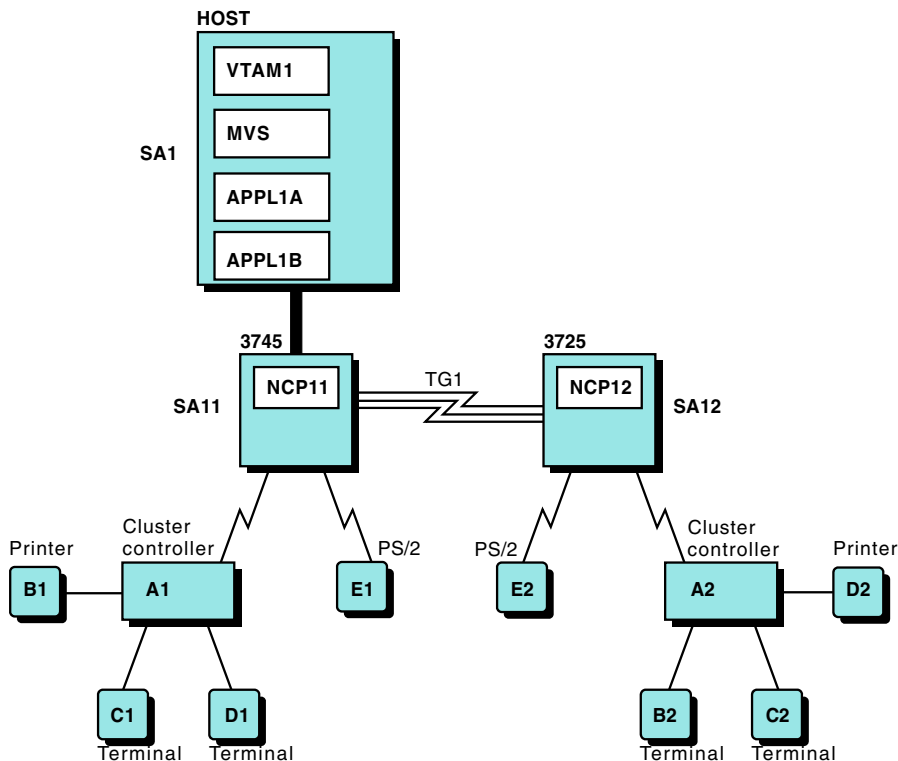 HOST
VTAM1
MVS
SA1
APPL1A
APPL1B
3745
3725
NCP11
TG1
NCP12
SA11
SA12
Cluster
controller
PS/2
PS/2
Cluster
controller
Printer
Printer
B1
A1
E1
E2
A2
D2
C1
D1
B2
C2
Terminal
Terminal
Terminal
Terminal